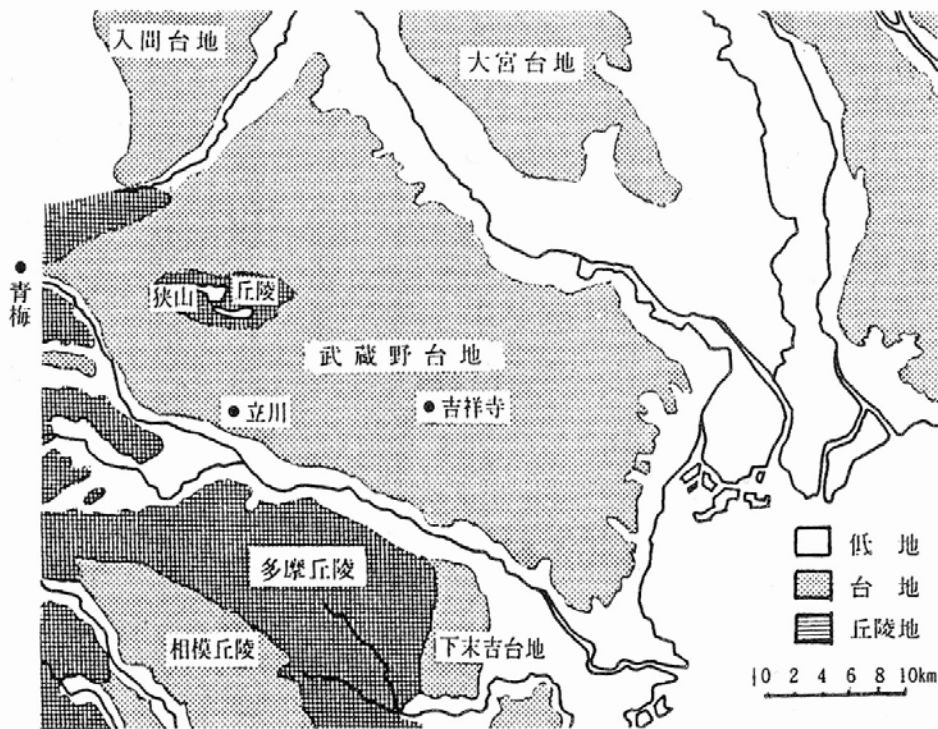 入間台地
大宮台地
青梅
狭山
丘陵
武蔵野台地
立川
吉祥寺
多摩丘陵
相模丘陵
下末吉台地
低地
台地
丘陵地
0 2 4 6 8 10km